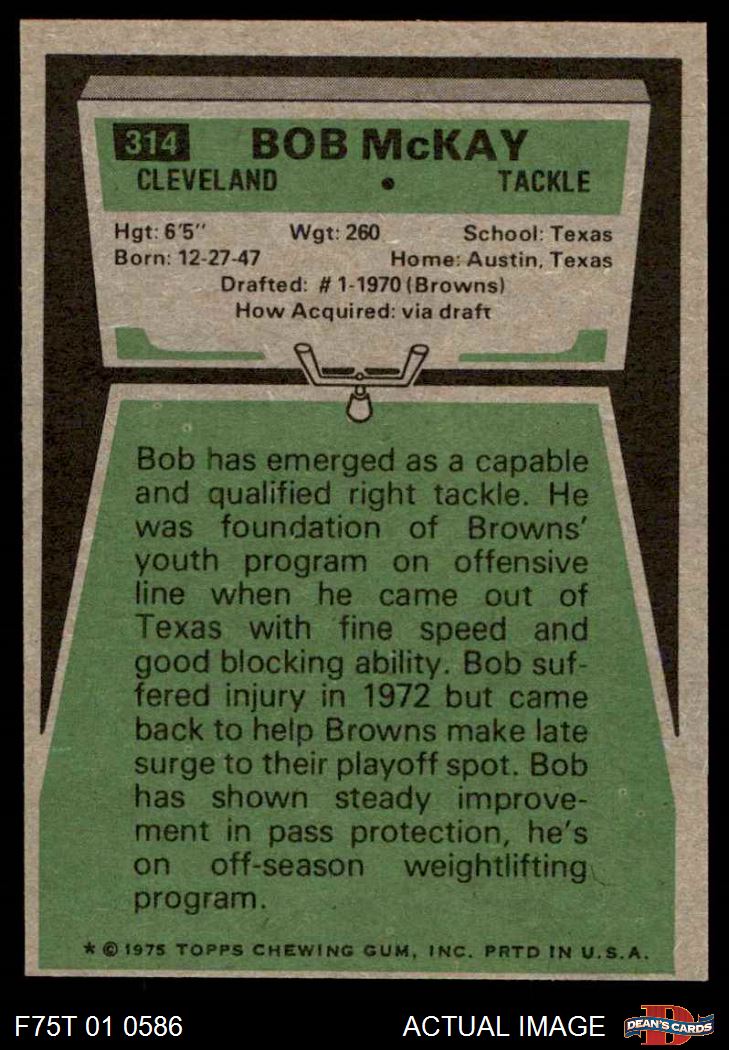 314 BOB McKAY
CLEVELAND • TACKLE
Hgt: 6'5" Wgt: 260 School: Texas
Born: 12-27-47 Home: Austin, Texas
Drafted: #1-1970 (Browns)
How Acquired: via draft
Bob has emerged as a capable
and qualified right tackle. He
was foundation of Browns'
youth program on offensive
line when he came out of
Texas with fine speed and
good blocking ability. Bob suf-
fered injury in 1972 but came
back to help Browns make late
surge to their playoff spot. Bob
has shown steady improve-
ment in pass protection, he's
on off-season weightlifting
program.
* © 1975 TOPPS CHEWING GUM, INC. PRTD IN U.S.A.
F75T 01 0586 ACTUAL IMAGE D DEAN'S CARDS